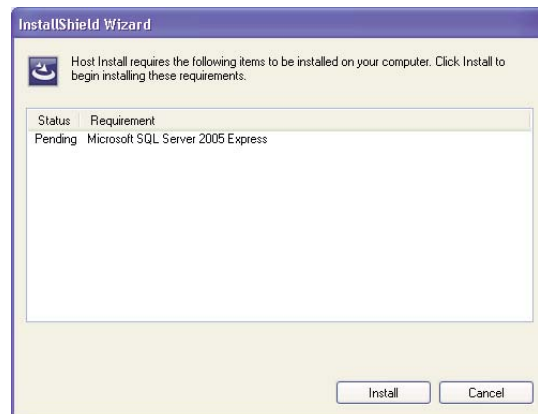 InstallShield Wizard
Host Install requires the following items to be installed on your computer. Click Install to
begin installing these requirements.
Status Requirement
Pending Microsoft SQL Server 2005 Express
Install Cancel